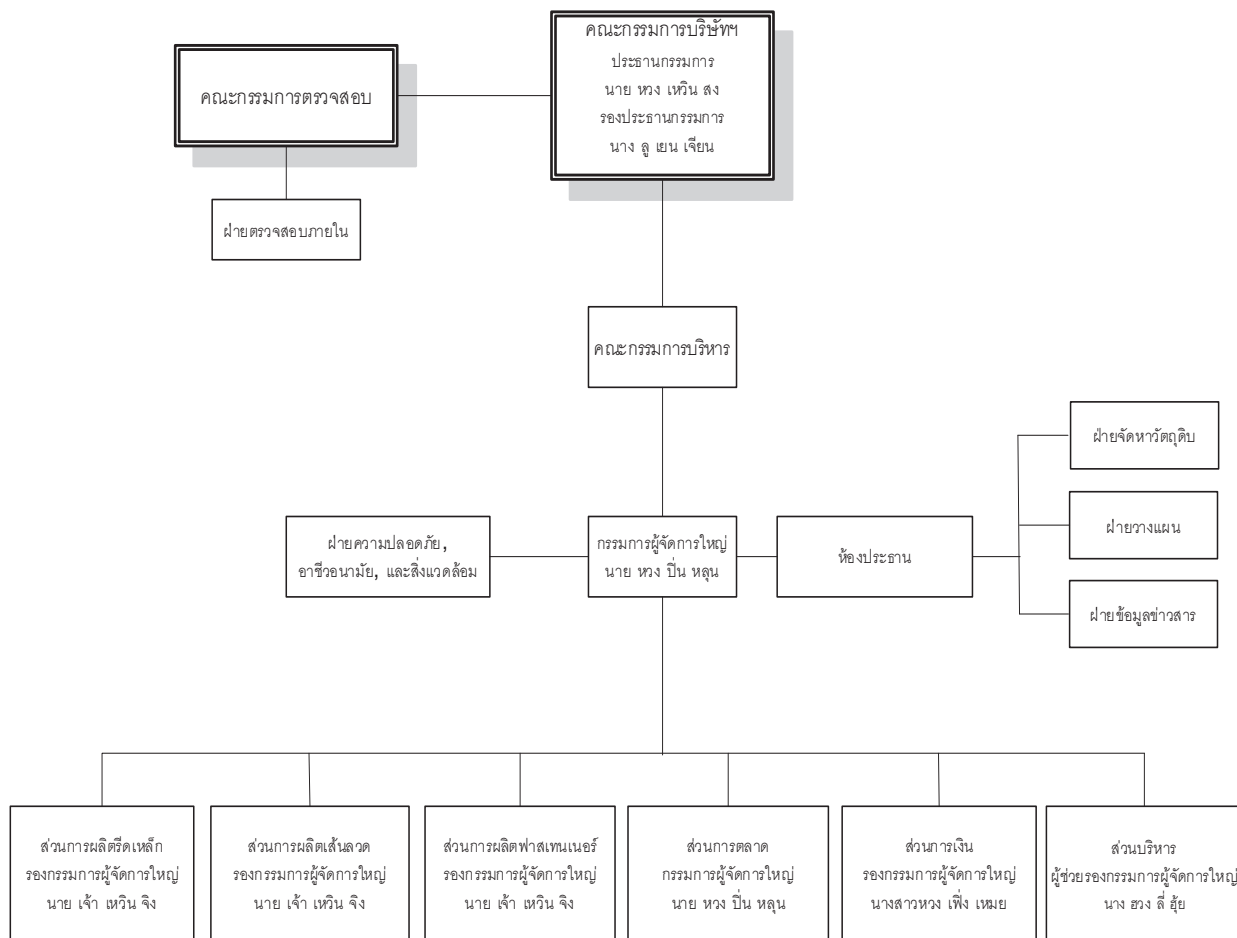 คณะกรรมการบริษัทฯ
ประธานกรรมการ
นาย หวง เหวิน สง
รองประธานกรรมการ
นาง ลู เยน เจียน
คณะกรรมการตรวจสอบ
ฝ่ายตรวจสอบภายใน
คณะกรรมการบริหาร
ฝ่ายจัดหาวัตถุดิบ
ฝ่ายวางแผน
ฝ่ายข้อมูลข่าวสาร
ฝ่ายความปลอดภัย,
อาชีวอนามัย, และสิ่งแวดล้อม
กรรมการผู้จัดการใหญ่
นาย หวง ปิ่น หลุน
ห้องประธาน
ส่วนการผลิตรีดเหล็ก
รองกรรมการผู้จัดการใหญ่
นาย เจ้า เหวิน จิง
ส่วนการผลิตเส้นลวด
รองกรรมการผู้จัดการใหญ่
นาย เจ้า เหวิน จิง
ส่วนการผลิตฟาสเทนเนอร์
รองกรรมการผู้จัดการใหญ่
นาย เจ้า เหวิน จิง
ส่วนการตลาด
กรรมการผู้จัดการใหญ่
นาย หวง ปิ่น หลุน
ส่วนการเงิน
รองกรรมการผู้จัดการใหญ่
นางสาวหวง เฟิ่ง เหมย
ส่วนบริหาร
ผู้ช่วยรองกรรมการผู้จัดการใหญ่
นาง ฮวง ลี่ ฮุ้ย